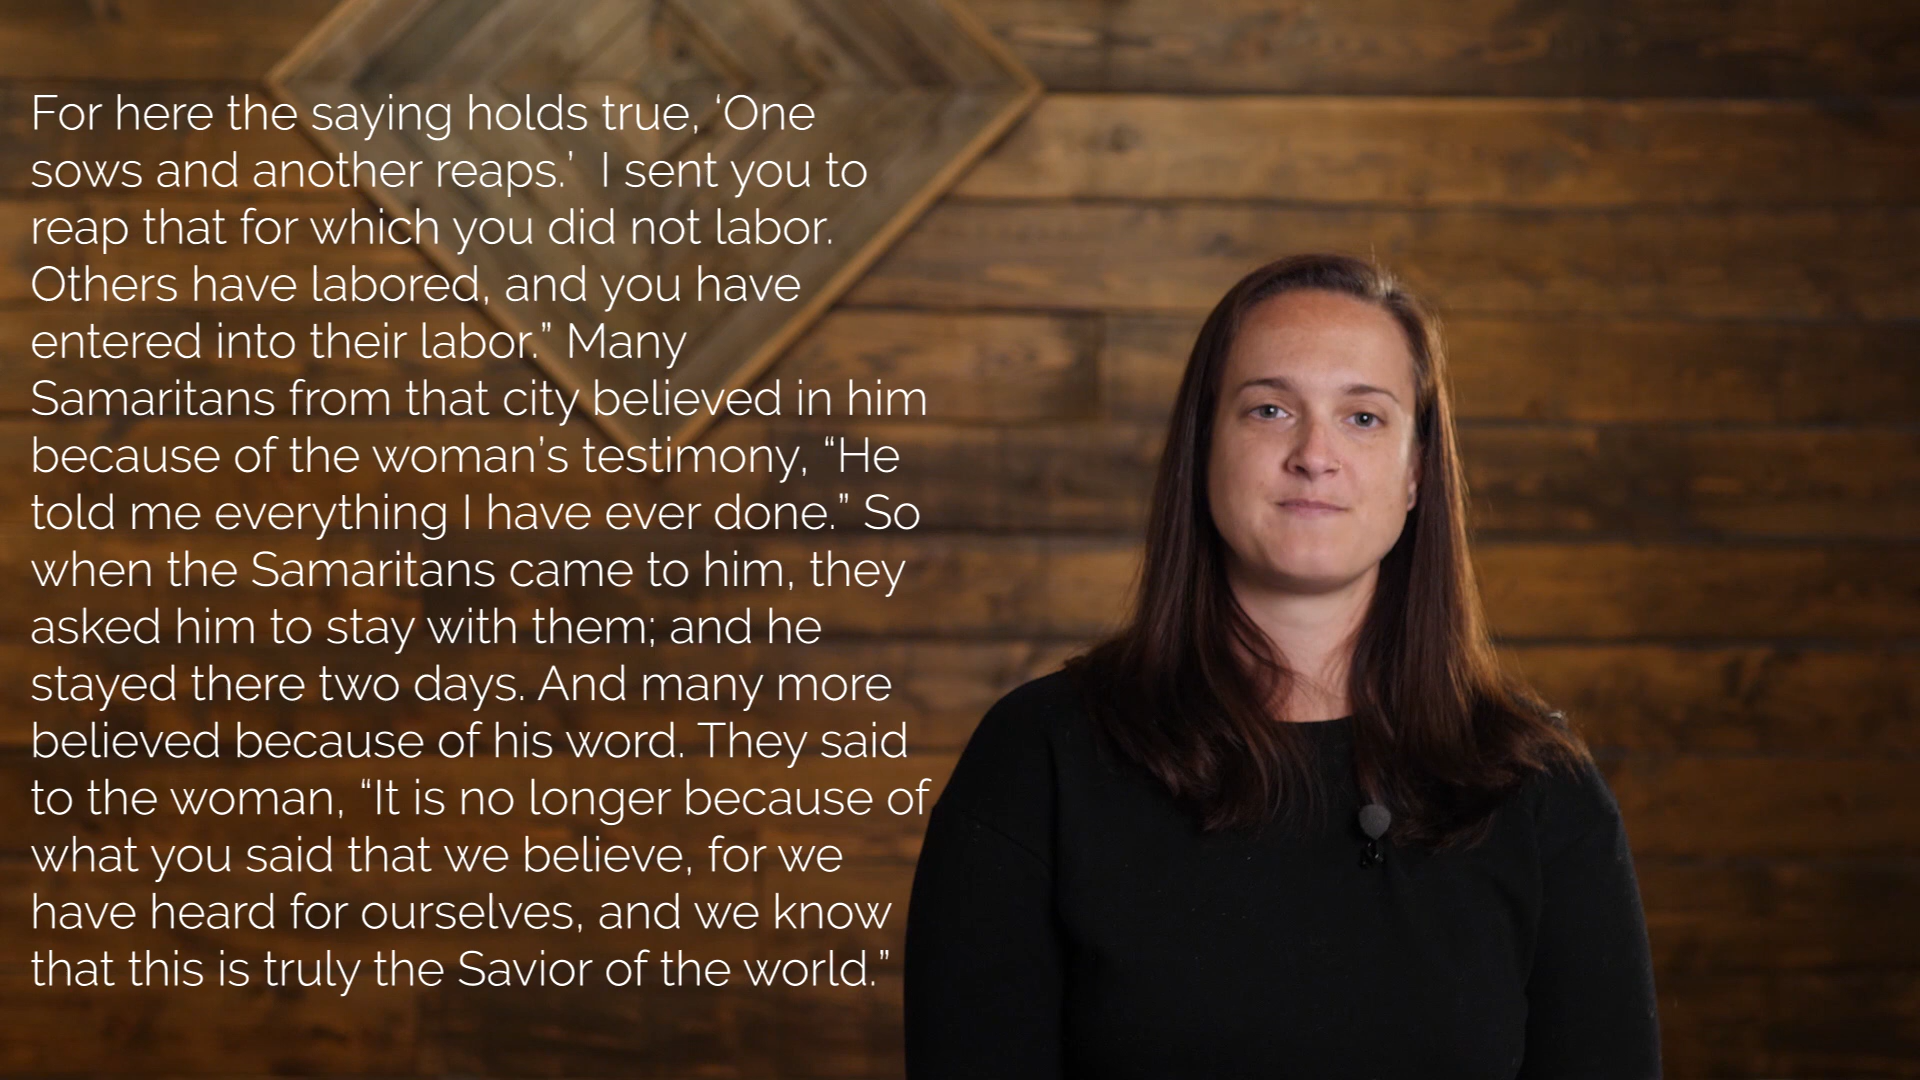 For here the saying holds true, ‘One
sows and another reaps.’  I sent you to
reap that for which you did not labor.
Others have labored, and you have
entered into their labor.” Many
Samaritans from that city believed in him
because of the woman’s testimony, “He
told me everything I have ever done.” So
when the Samaritans came to him, they
asked him to stay with them; and he
stayed there two days. And many more
believed because of his word. They said
to the woman, “It is no longer because of
what you said that we believe, for we
have heard for ourselves, and we know
that this is truly the Savior of the world.”